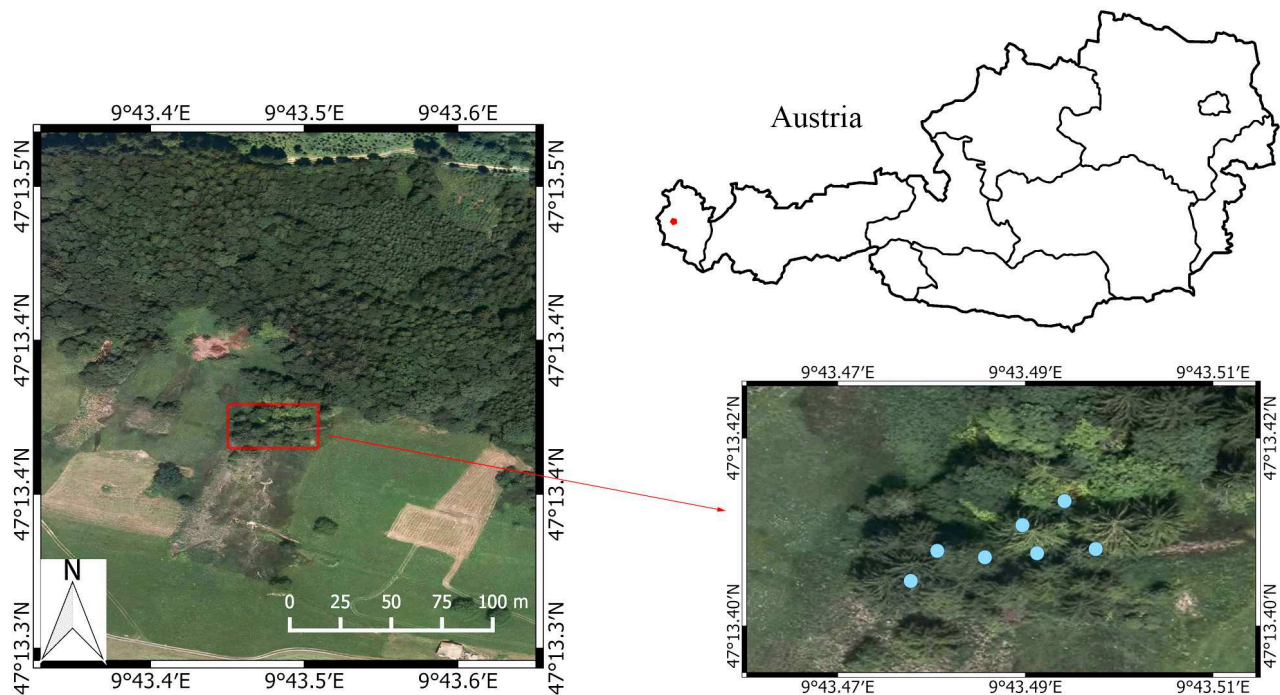 Austria
9°43.4′E 9°43.5′E 9°43.6′E
47°13.5′N 47°13.5′N
47°13.4′N 47°13.4′N
47°13.4′N 47°13.4′N
47°13.3′N 47°13.3′N
N
0 25 50 75 100 m
9°43.4′E 9°43.5′E 9°43.6′E
9°43.47′E 9°43.49′E 9°43.51′E
47°13.42′N 47°13.42′N
47°13.40′N 47°13.40′N
9°43.47′E 9°43.49′E 9°43.51′E